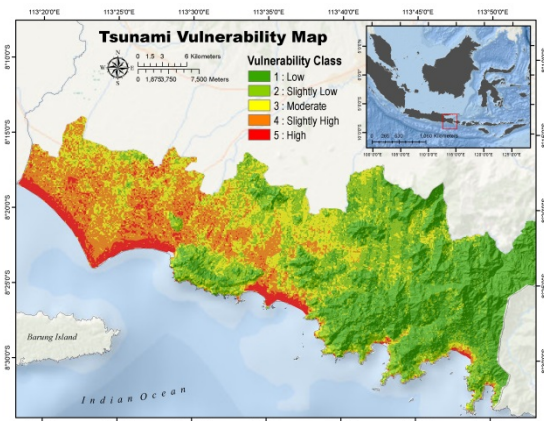 113°20'0"E 113°25'0"E 113°30'0"E 113°35'0"E 113°40'0"E 113°45'0"E 113°50'0"E
Tsunami Vulnerability Map
N
W E
S
0 1.5 3 6 Kilometers
0 1,8753,750 7,500 Meters
Vulnerability Class
1 : Low
2 : Slightly Low
3 : Moderate
4 : Slightly High
5 : High
8°10'0"S
8°15'0"S
8°20'0"S
8°25'0"S
8°30'0"S
Barung Island
Indian Ocean